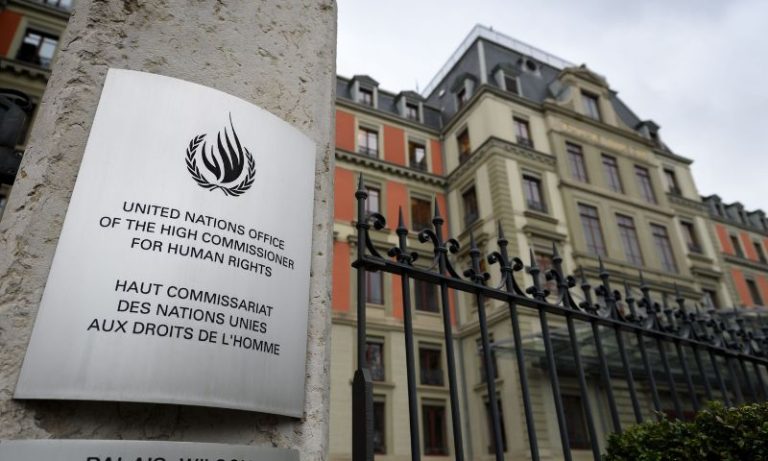 UNITED NATIONS OFFICE
OF THE HIGH COMMISSIONER
FOR HUMAN RIGHTS
HAUT COMMISSARIAT
DES NATIONS UNIES
AUX DROITS DE L'HOMME
PALAIS